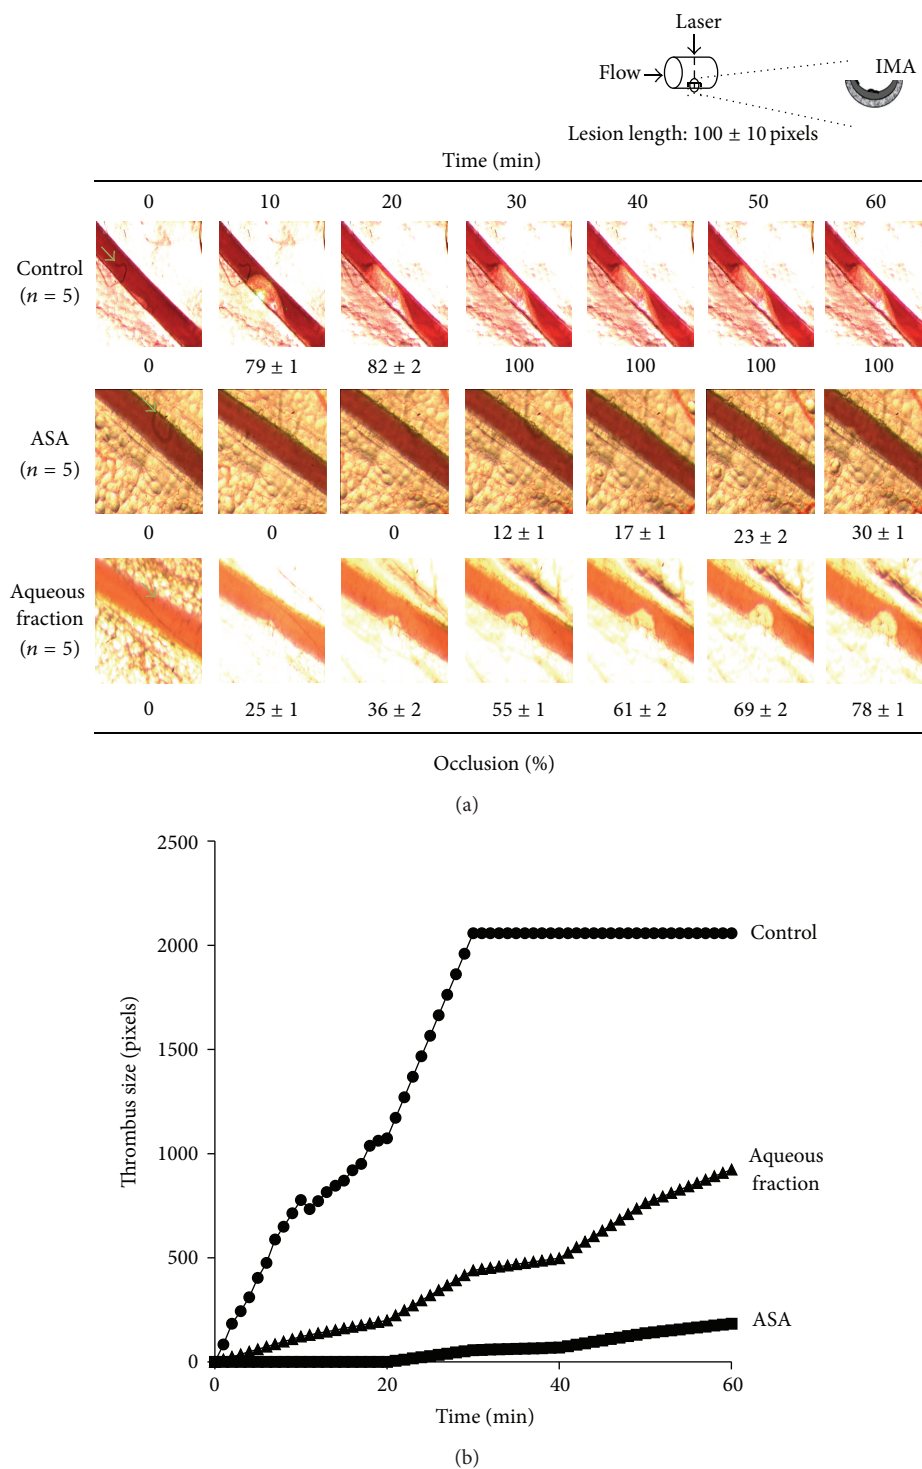 Laser
Flow
IMA
Lesion length: 100 ± 10 pixels
Time (min)
0 10 20 30 40 50 60
Control
(n = 5)
0 79 ± 1 82 ± 2 100 100 100 100
ASA
(n = 5)
0 0 0 12 ± 1 17 ± 1 23 ± 2 30 ± 1
Aqueous
fraction
(n = 5)
0 25 ± 1 36 ± 2 55 ± 1 61 ± 2 69 ± 2 78 ± 1
Occlusion (%)
(a)
2500
2000
1500
1000
500
0
Thrombus size (pixels)
Control
Aqueous
fraction
ASA
0 20 40 60
Time (min)
(b)